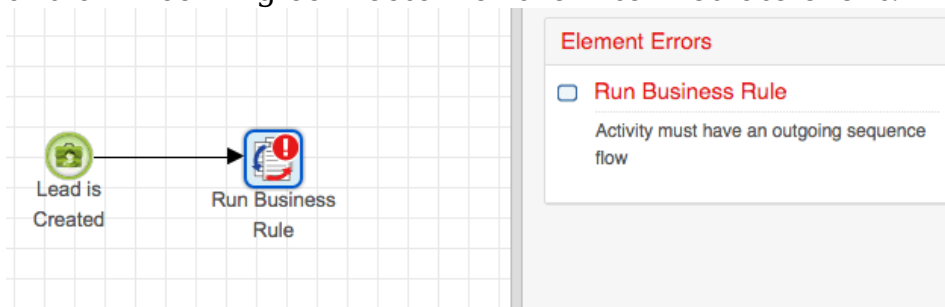 Element Errors
Run Business Rule
Activity must have an outgoing sequence
flow
Lead is
Created
Run Business
Rule